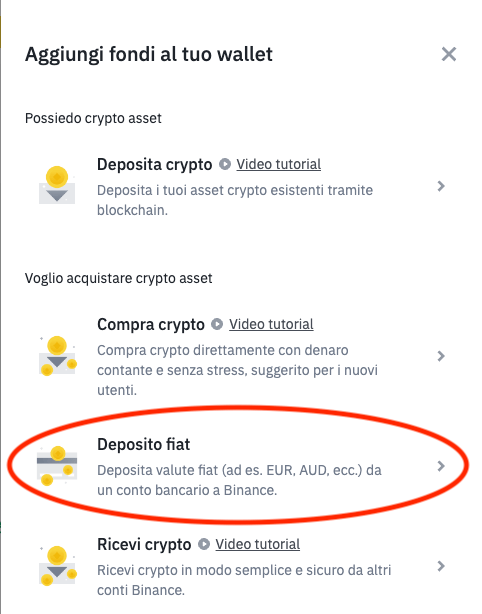 Aggiungi fondi al tuo wallet
Possiedo crypto asset
Deposita crypto Video tutorial
Deposita i tuoi asset crypto esistenti tramite
blockchain.
Voglio acquistare crypto asset
Compra crypto Video tutorial
Compra crypto direttamente con denaro
contante e senza stress, suggerito per i nuovi
utenti.
Deposito fiat
Deposita valute fiat (ad es. EUR, AUD, ecc.) da
un conto bancario a Binance.
Ricevi crypto Video tutorial
Ricevi crypto in modo semplice e sicuro da altri
conti Binance.